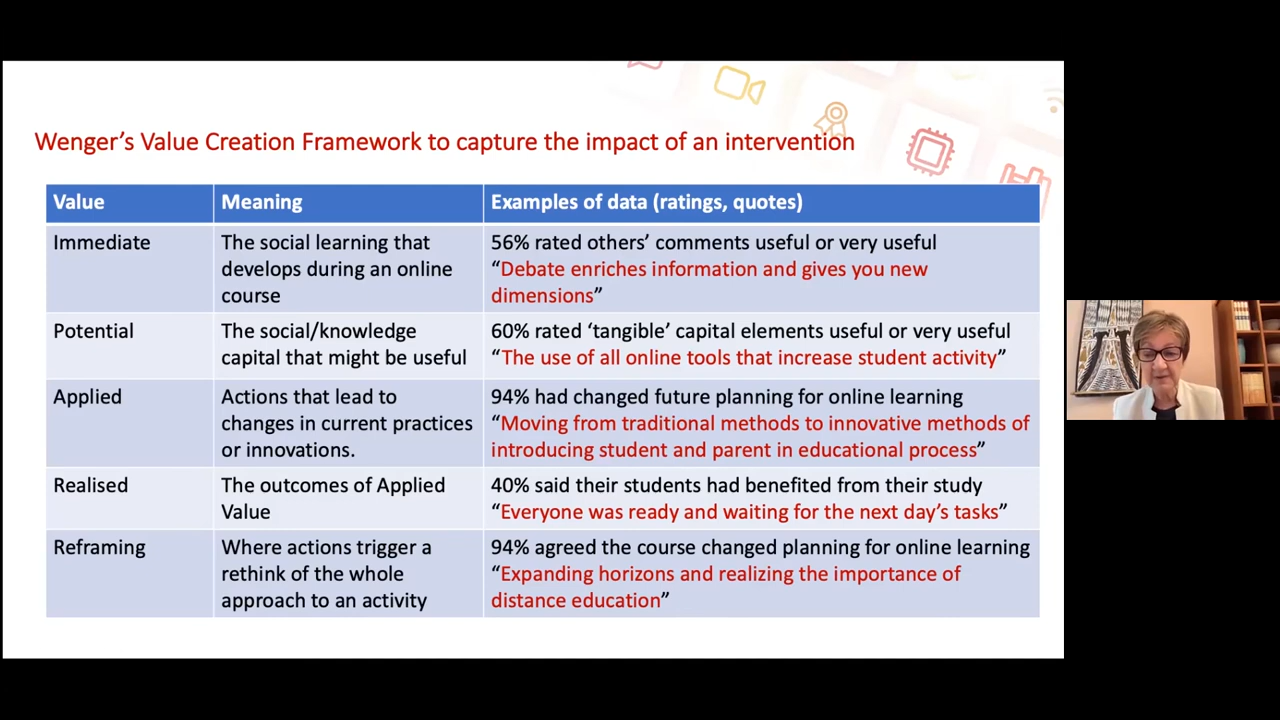 Wenger’s Value Creation Framework to capture the impact of an intervention
Value
Meaning
Examples of data (ratings, quotes)
Immediate
The social learning that
develops during an online
course
56% rated others’ comments useful or very useful
“Debate enriches information and gives you new
dimensions”
Potential
The social/knowledge
capital that might be useful
60% rated ‘tangible’ capital elements useful or very useful
“The use of all online tools that increase student activity”
Applied
Actions that lead to
changes in current practices
or innovations.
94% had changed future planning for online learning
“Moving from traditional methods to innovative methods of
introducing student and parent in educational process”
Realised
The outcomes of Applied
Value
40% said their students had benefited from their study
“Everyone was ready and waiting for the next day’s tasks”
Reframing
Where actions trigger a
rethink of the whole
approach to an activity
94% agreed the course changed planning for online learning
“Expanding horizons and realizing the importance of
distance education”